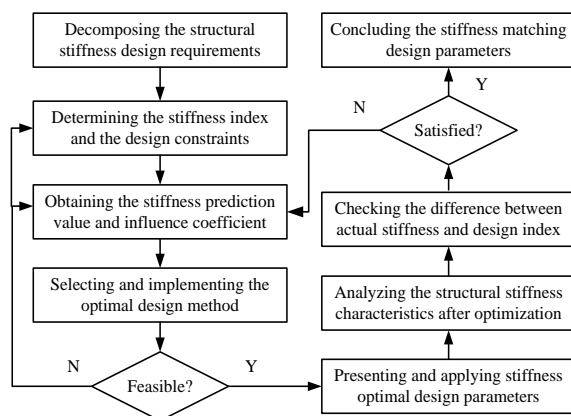 Decomposing the structural
stiffness design requirements
Determining the stiffness index
and the design constraints
Obtaining the stiffness prediction
value and influence coefficient
Selecting and implementing the
optimal design method
N
Feasible?
Y
Presenting and applying stiffness
optimal design parameters
Analyzing the structural stiffness
characteristics after optimization
Checking the difference between
actual stiffness and design index
N
Satisfied?
Y
Concluding the stiffness matching
design parameters